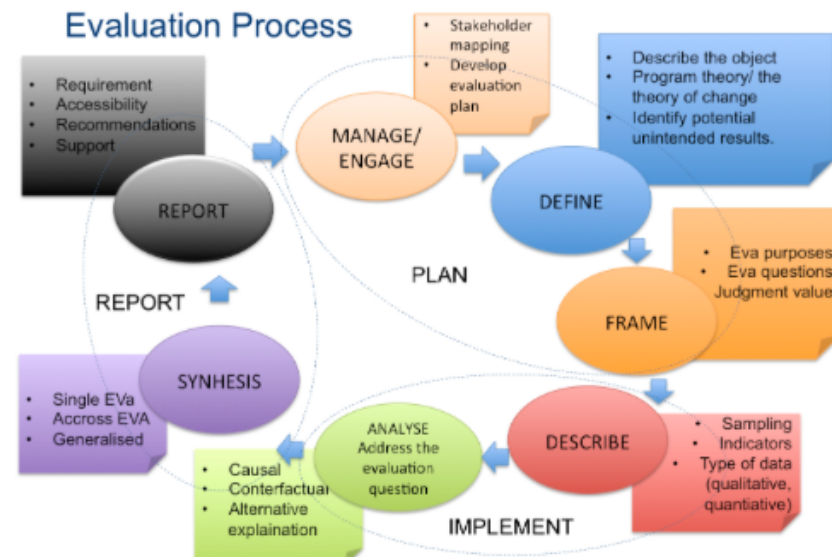 Evaluation Process
• Requirement
• Accessibility
• Recommendations
• Support
REPORT
• Stakeholder
mapping
• Develop
evaluation
plan
MANAGE/
ENGAGE
• Describe the object
• Program theory/ the
theory of change
• Identify potential
unintended results.
DEFINE
• Eva purposes
• Eva questions
Judgment value
FRAME
PLAN
REPORT
SYNHESIS
• Single EVa
• Accross EVA
• Generalised
ANALYSE
Address the
evaluation
question
• Causal
• Conterfactual
• Alternative
explaination
DESCRIBE
• Sampling
• Indicators
• Type of data
(qualitative,
quantiative)
IMPLEMENT